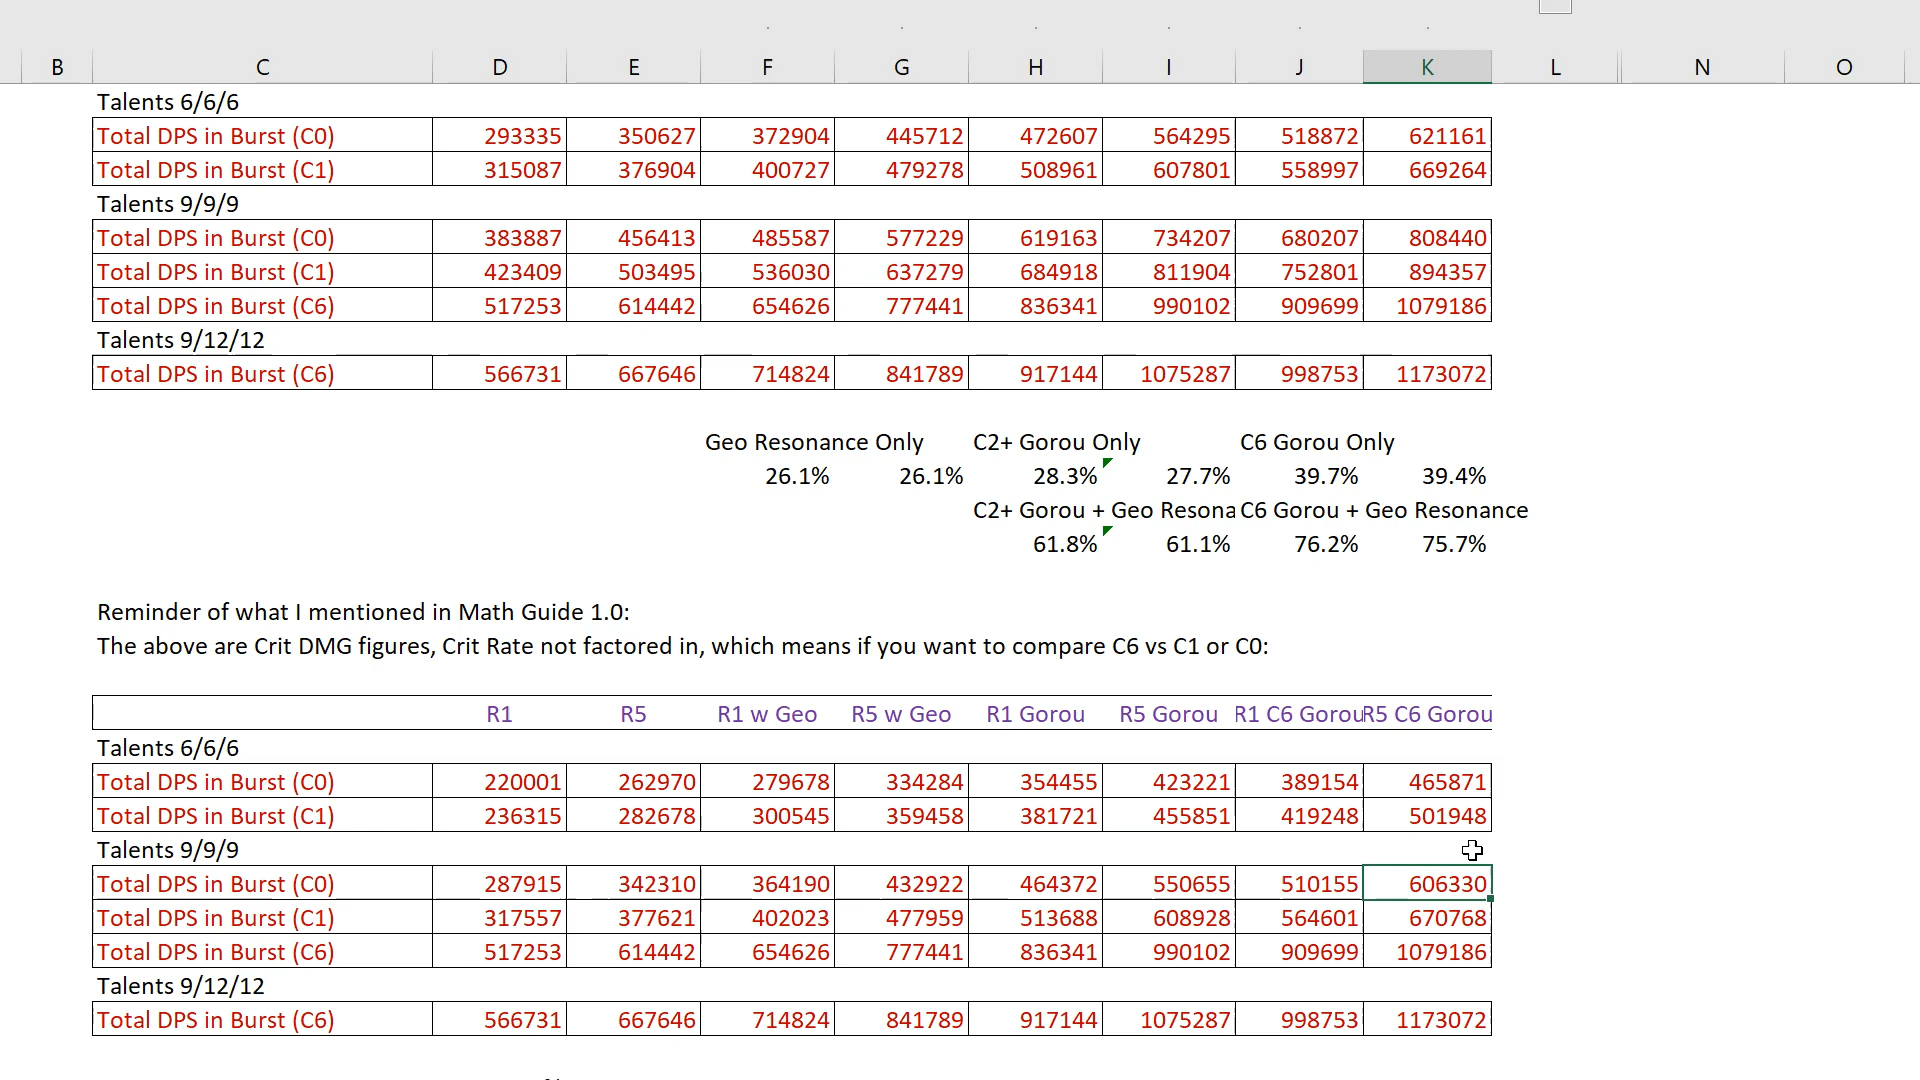 B C D E F G H I J K L N O
Talents 6/6/6
Total DPS in Burst (C0) 293335 350627 372904 445712 472607 564295 518872 621161
Total DPS in Burst (C1) 315087 376904 400727 479278 508961 607801 558997 669264
Talents 9/9/9
Total DPS in Burst (C0) 383887 456413 485587 577229 619163 734207 680207 808440
Total DPS in Burst (C1) 423409 503495 536030 637279 684918 811904 752801 894357
Total DPS in Burst (C6) 517253 614442 654626 777441 836341 990102 909699 1079186
Talents 9/12/12
Total DPS in Burst (C6) 566731 667646 714824 841789 917144 1075287 998753 1173072
Geo Resonance Only C2+ Gorou Only C6 Gorou Only
26.1% 26.1% 28.3% 27.7% 39.7% 39.4%
C2+ Gorou + Geo Resona C6 Gorou + Geo Resonance
61.8% 61.1% 76.2% 75.7%
Reminder of what I mentioned in Math Guide 1.0:
The above are Crit DMG figures, Crit Rate not factored in, which means if you want to compare C6 vs C1 or C0:
R1 R5 R1 w Geo R5 w Geo R1 Gorou R5 Gorou R1 C6 Gorou R5 C6 Gorou
Talents 6/6/6
Total DPS in Burst (C0) 220001 262970 279678 334284 354455 423221 389154 465871
Total DPS in Burst (C1) 236315 282678 300545 359458 381721 455851 419248 501948
Talents 9/9/9
Total DPS in Burst (C0) 287915 342310 364190 432922 464372 550655 510155 606330
Total DPS in Burst (C1) 317557 377621 402023 477959 513688 608928 564601 670768
Total DPS in Burst (C6) 517253 614442 654626 777441 836341 990102 909699 1079186
Talents 9/12/12
Total DPS in Burst (C6) 566731 667646 714824 841789 917144 1075287 998753 1173072